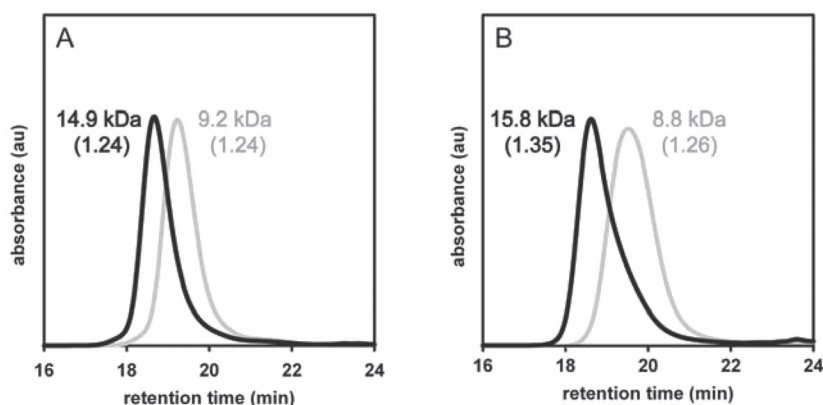 A
14.9 kDa
(1.24)
9.2 kDa
(1.24)
absorbance (au)
16 18 20 22 24
retention time (min)
B
15.8 kDa
(1.35)
8.8 kDa
(1.26)
absorbance (au)
16 18 20 22 24
retention time (min)